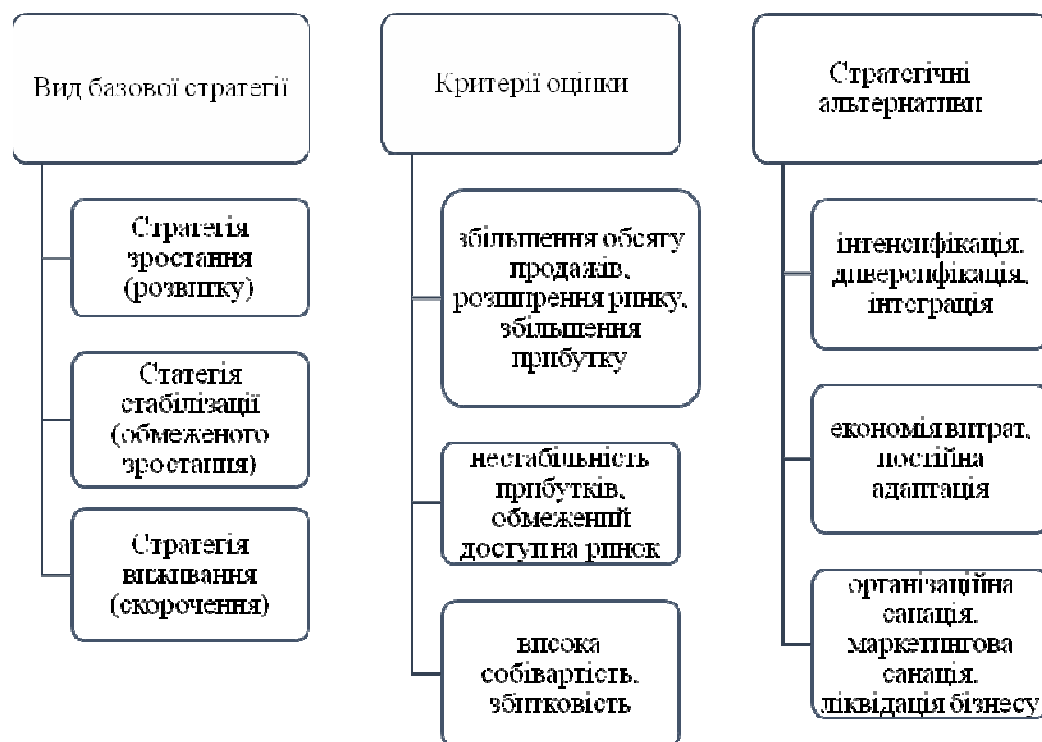 Вид базової стратегії
Стратегія
зростання
(розвитку)
Статегія
стабілізації
(обмеженого
зростання)
Стратегія
виживання
(скорочення)
Критерії оцінки
збільшення обсягу
продажів,
розширення ринку,
збільшення
прибутку
нестабільність
прибутків,
обмежений
доступ на ринок
висока
собівартість,
збитковість
Стратегічні
альтернативи
інтенсифікація,
диверсифікація,
інтеграція
економія витрат,
постійна
адаптація
організаційна
санація,
маркетингова
санація,
ліквідація бізнесу